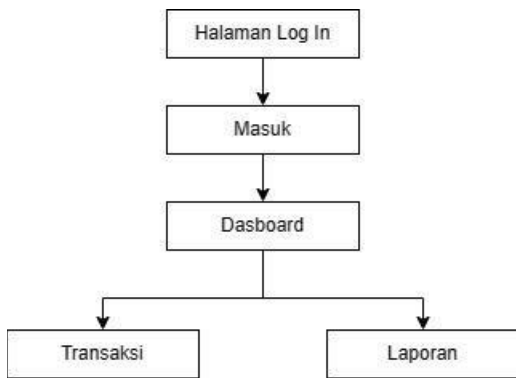 Halaman Log In
Masuk
Dasboard
Transaksi
Laporan